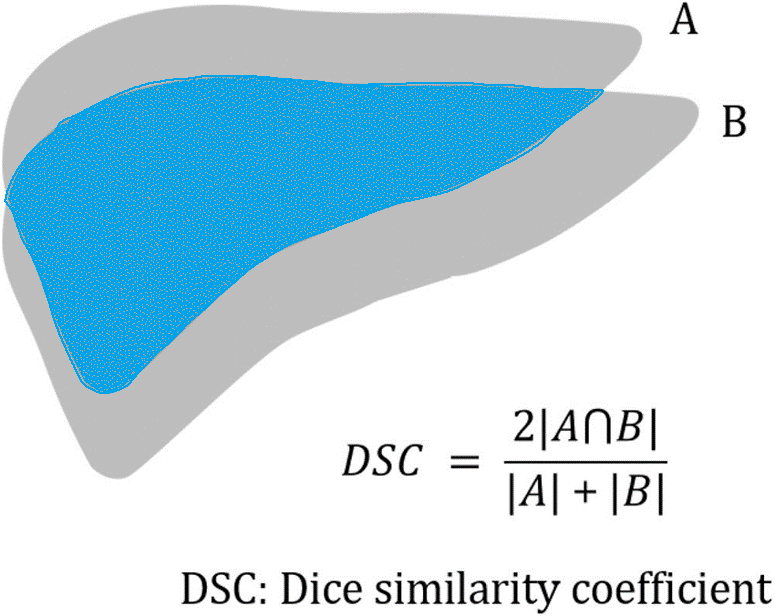 A
B
DSC = 2|A∩B| / |A| + |B|
DSC: Dice similarity coefficient